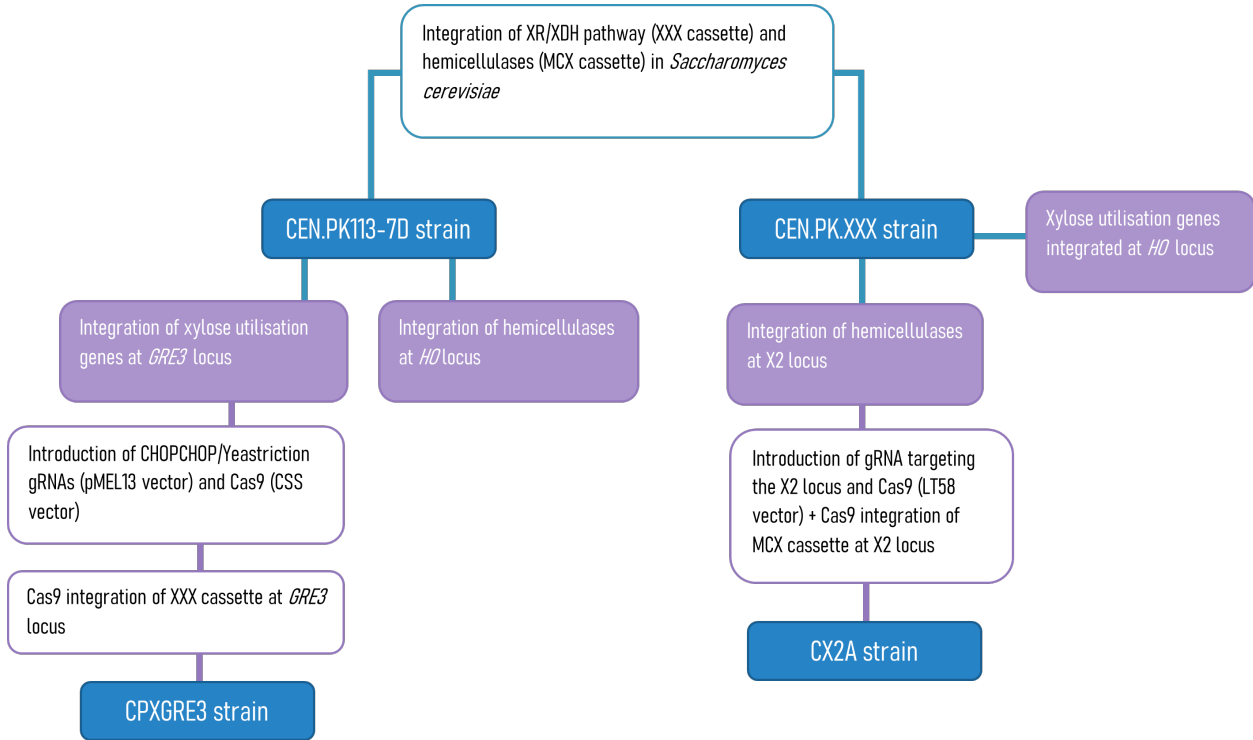 Integration of XR/XDH pathway (XXX cassette) and
hemicellulases (MCX cassette) in Saccharomyces
cerevisiae
CEN.PK113-7D strain
CEN.PK.XXX strain
Xylose utilisation genes
integrated at HO locus
Integration of xylose utilisation
genes at GRE3 locus
Integration of hemicellulases
at HO locus
Integration of hemicellulases
at X2 locus
Introduction of CHOPCHOP/Yeastriction
gRNAs (pMEL13 vector) and Cas9 (CSS
vector)
Introduction of gRNA targeting
the X2 locus and Cas9 (LT58
vector) + Cas9 integration of
MCX cassette at X2 locus
Cas9 integration of XXX cassette at GRE3
locus
CX2A strain
CPXGRE3 strain